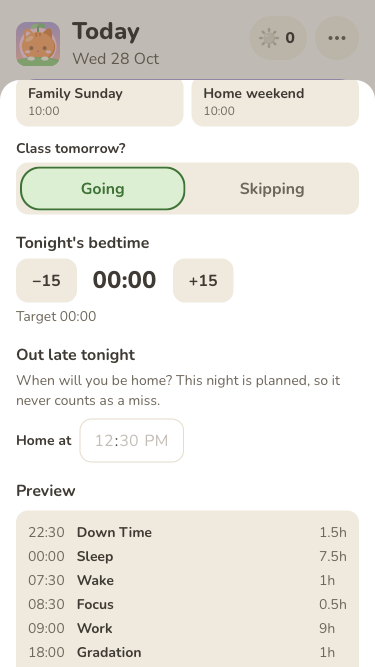 Today
Wed 28 Oct
0
Family Sunday
10:00
Home weekend
10:00
Class tomorrow?
Going
Skipping
Tonight's bedtime
−15
00:00
+15
Target 00:00
Out late tonight
When will you be home? This night is planned, so it
never counts as a miss.
Home at
12:30 PM
Preview
22:30 Down Time 1.5h
00:00 Sleep 7.5h
07:30 Wake 1h
08:30 Focus 0.5h
09:00 Work 9h
18:00 Gradation 1h